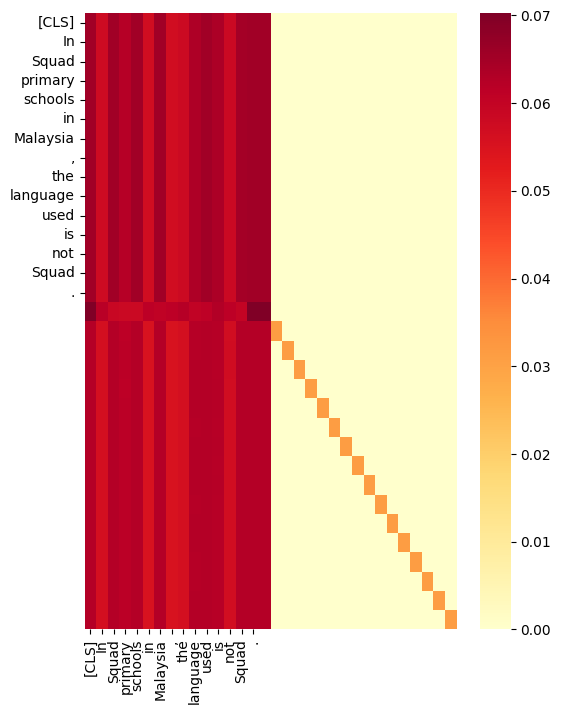 [CLS]
In
Squad
primary
schools
in
Malaysia
,
the
language
used
is
not
Squad
.
0.07
0.06
0.05
0.04
0.03
0.02
0.01
0.00
[CLS]
In
Squad
primary
schools
in
Malaysia
,
the
language
used
is
not
Squad
.